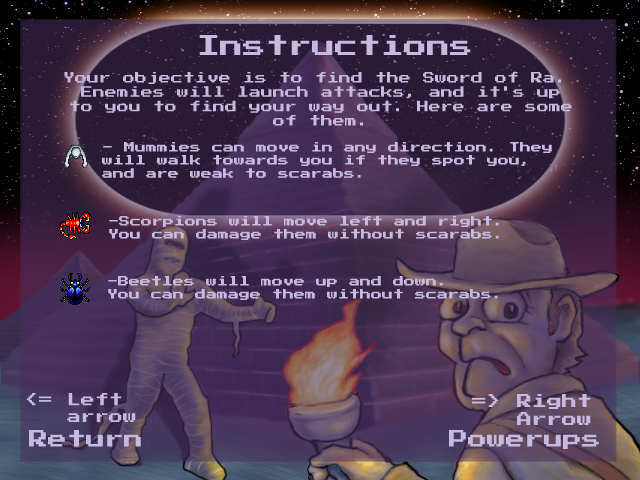 Instructions
Your objective is to find the Sword of Ra.
Enemies will launch attacks, and it's up
to you to find your way out. Here are some
of them.
- Mummies can move in any direction. They
will walk towards you if they spot you,
and are weak to scarabs.
-Scorpions will move left and right.
You can damage them without scarabs.
-Beetles will move up and down.
You can damage them without scarabs.
<= Left
arrow
Return
=> Right
Arrow
Powerups